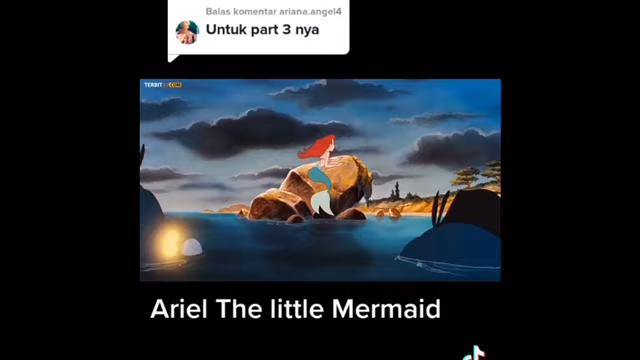 Balas komentar ariana.angel4
Untuk part 3 nya
Ariel The little Mermaid